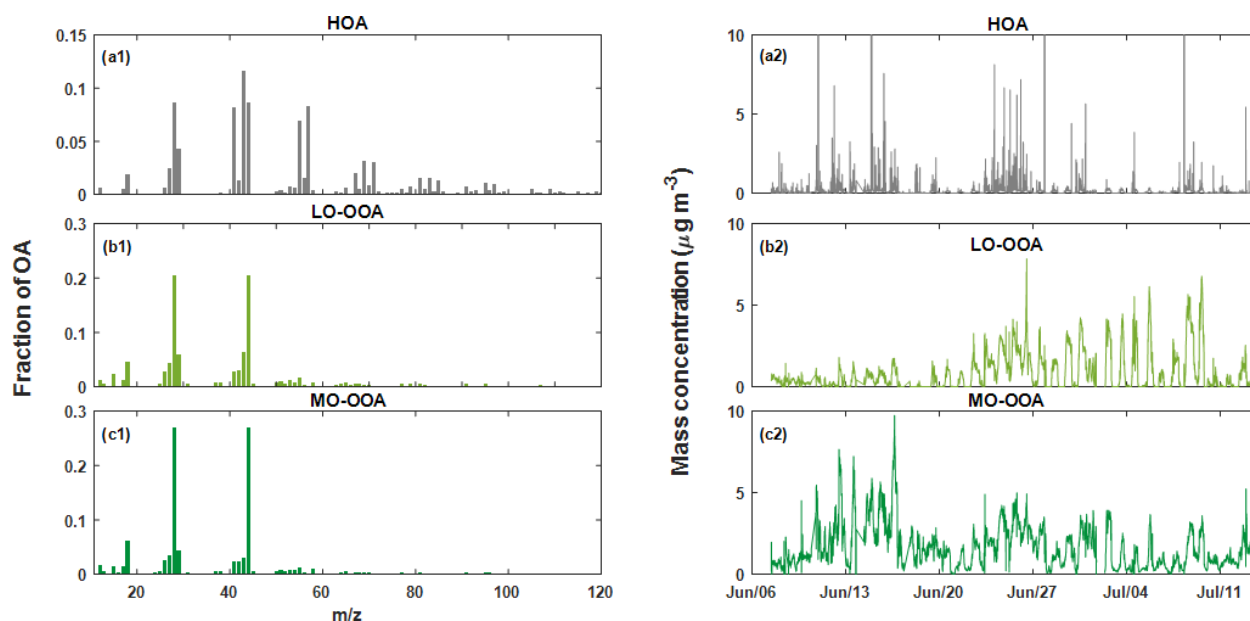 HOA
0.15
(a1)
0.1
0.05
0
LO-OOA
0.3
(b1)
0.2
0.1
0
MO-OOA
0.3
(c1)
0.2
0.1
0
20 40 60 80 100 120
m/z
Fraction of OA
HOA
10
(a2)
5
0
10
LO-OOA
(b2)
5
0
MO-OOA
10
(c2)
5
0
Jun/06 Jun/13 Jun/20 Jun/27 Jul/04 Jul/11
Mass concentration (μg m⁻³)